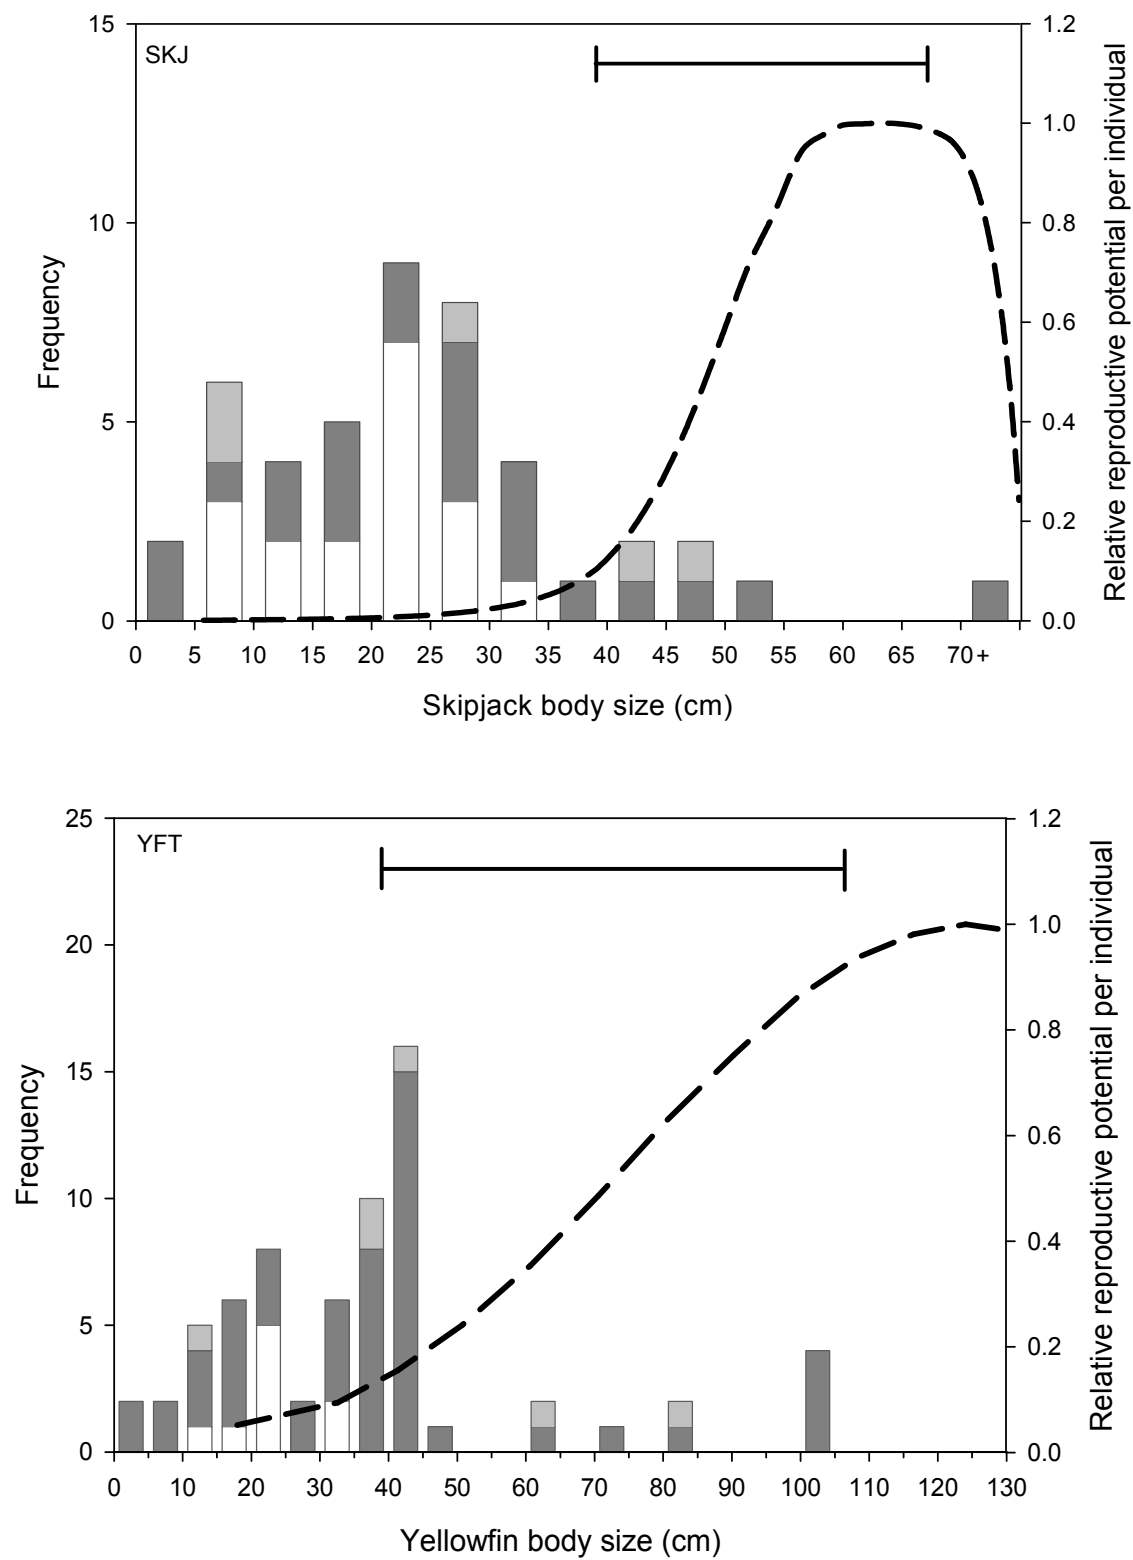 SKJ
15
10
5
0
Frequency
1.2
1.0
0.8
0.6
0.4
0.2
0.0
Relative reproductive potential per individual
0 5 10 15 20 25 30 35 40 45 50 55 60 65 70+
Skipjack body size (cm)
YFT
25
20
15
10
5
0
Frequency
1.2
1.0
0.8
0.6
0.4
0.2
0.0
Relative reproductive potential per individual
0 10 20 30 40 50 60 70 80 90 100 110 120 130
Yellowfin body size (cm)